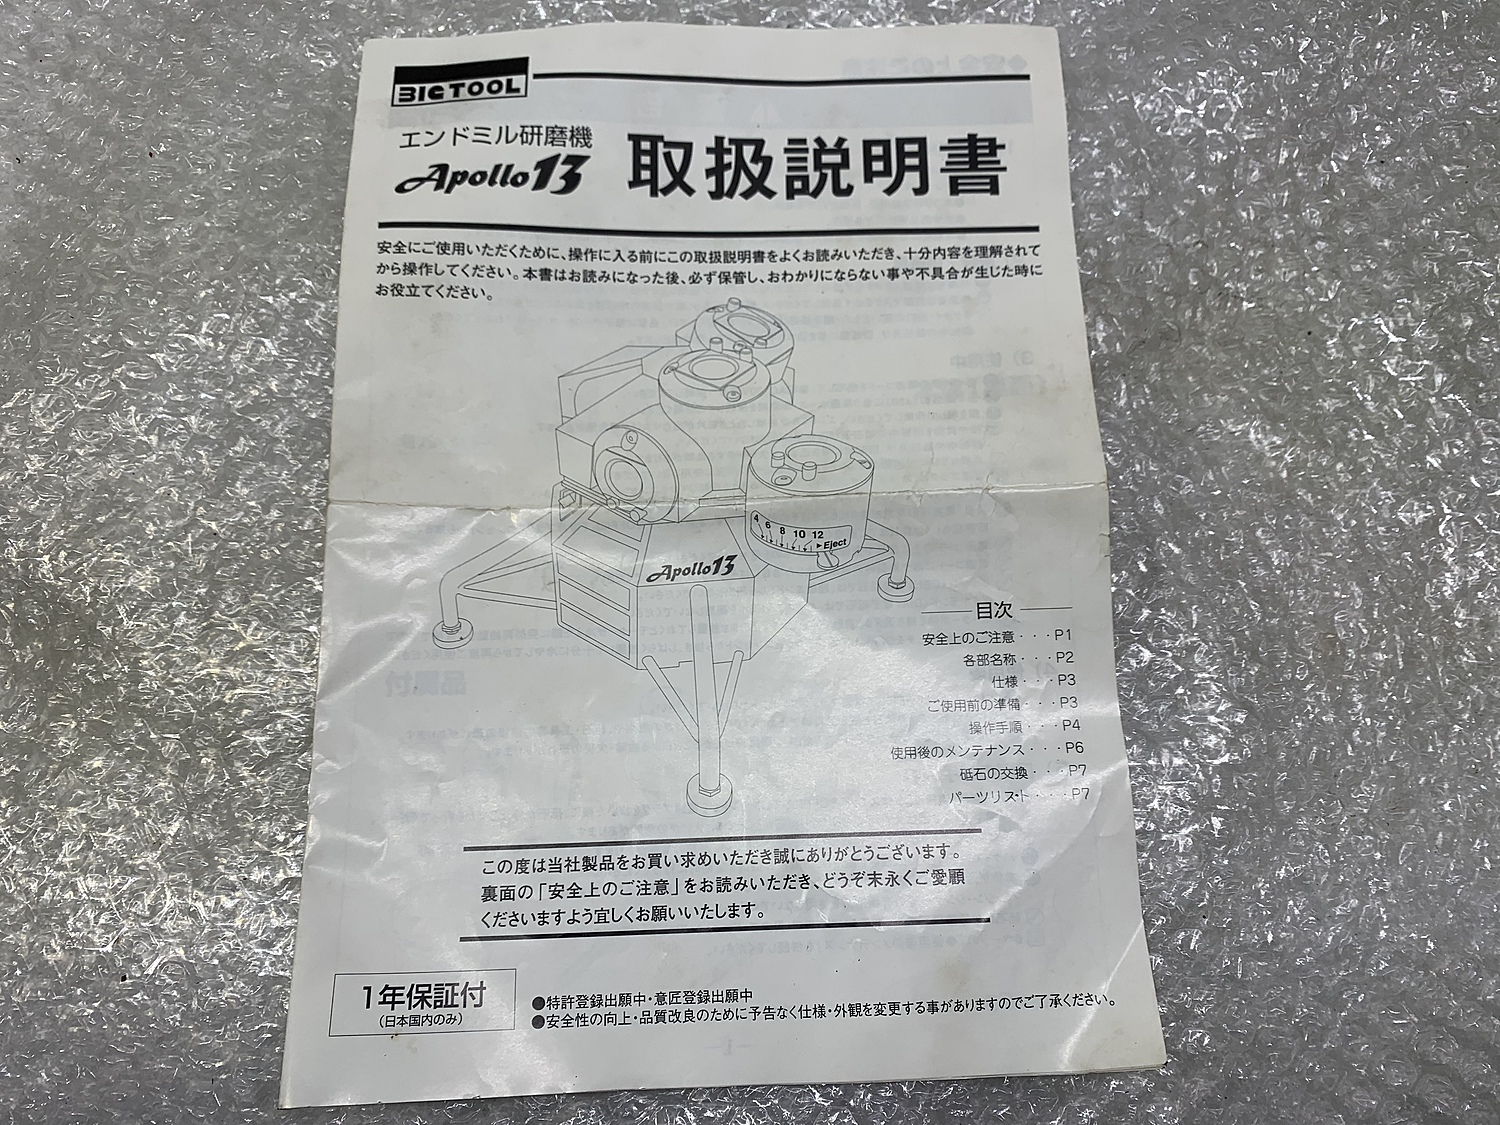 BIC TOOL
エンドミル研磨機
Apollo13
取扱説明書
安全にご使用いただくために、操作に入る前にこの取扱説明書をよくお読みいただき、十分内容を理解されて
から操作してください。本書はお読みになった後、必ず保管し、おわかりにならない事や不具合が生じた時に
お役立てください。
4 6 8 10 12
▶Eject
Apollo13
目次
安全上のご注意・・・P1
各部名称・・・P2
仕様・・・P3
ご使用前の準備・・・P3
操作手順・・・P4
使用後のメンテナンス・・・P6
砥石の交換・・・P7
パーツリスト・・・P7
この度は当社製品をお買い求めいただき誠にありがとうございます。
裏面の「安全上のご注意」をお読みいただき、どうぞ末永くご愛顧
くださいますよう宜しくお願いいたします。
1年保証付
(日本国内のみ)
●特許登録出願中・意匠登録出願中
●安全性の向上・品質改良のために予告なく仕様・外観を変更する事がありますのでご了承ください。